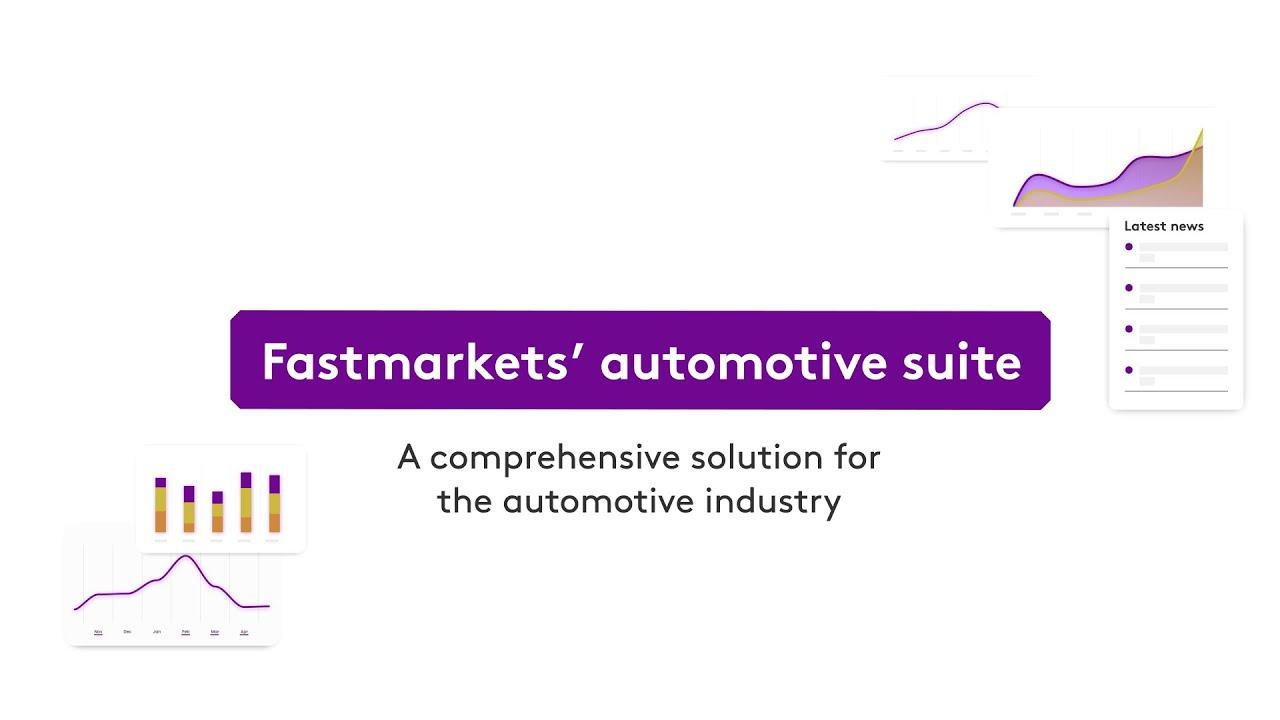 Latest news
Fastmarkets’ automotive suite
A comprehensive solution for
the automotive industry
Nov Dec Jan Feb Mar Apr